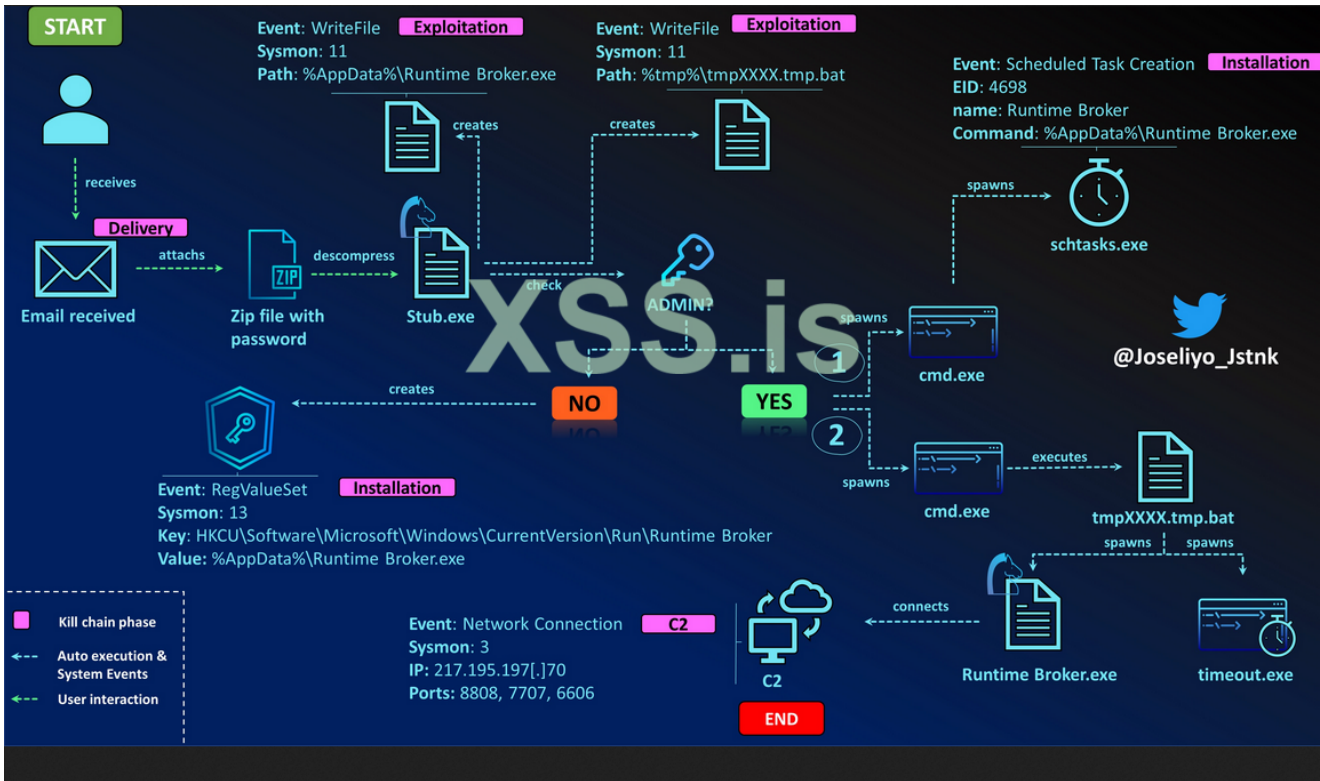 START
Event: WriteFile
Exploitation
Sysmon: 11
Path: %AppData%\Runtime Broker.exe
Event: WriteFile
Exploitation
Sysmon: 11
Path: %tmp%\tmpXXXX.tmp.bat
Event: Scheduled Task Creation
Installation
EID: 4698
name: Runtime Broker
Command: %AppData%\Runtime Broker.exe
creates
creates
receives
spawns
schtasks.exe
Delivery
attachs
descompress
ZIP
check
ADMIN?
Email received
Zip file with
password
Stub.exe
XSS.is
spawns
1
cmd.exe
@Joseliyo_Jstnk
creates
NO
YES
2
spawns
cmd.exe
executes
tmpXXXX.tmp.bat
Event: RegValueSet
Installation
Sysmon: 13
Key: HKCU\Software\Microsoft\Windows\CurrentVersion\Run\Runtime Broker
Value: %AppData%\Runtime Broker.exe
spawns
spawns
Kill chain phase
Auto execution &
System Events
User interaction
Event: Network Connection
C2
Sysmon: 3
IP: 217.195.197[.]70
Ports: 8808, 7707, 6606
connects
C2
Runtime Broker.exe
timeout.exe
END